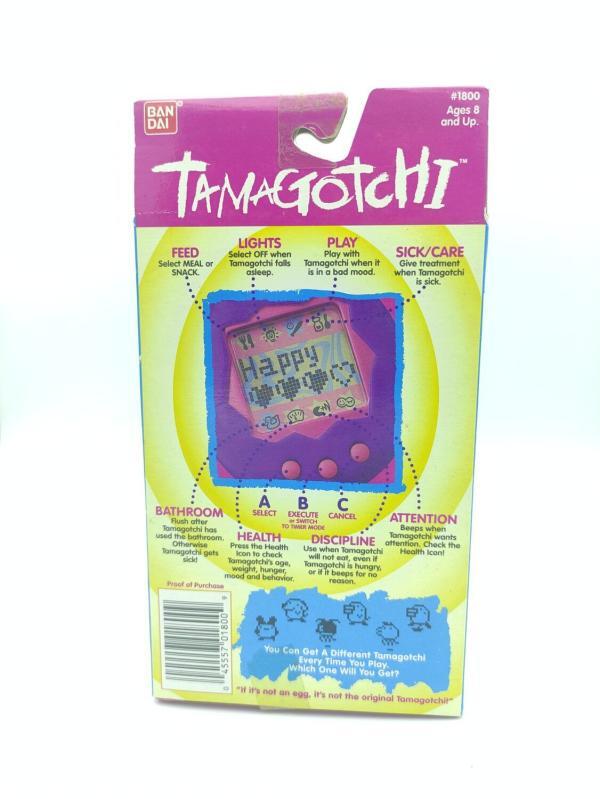 BAN
DAI
#1800
Ages 8
and Up.
TAMAGOTCHI™
FEED
Select MEAL or
SNACK.
LIGHTS
Select OFF when
Tamagotchi falls
asleep.
PLAY
Play with
Tamagotchi when it
is in a bad mood.
SICK/CARE
Give treatment
when Tamagotchi
is sick.
Happy
A
SELECT
B
EXECUTE
or SWITCH
TO TIMER MODE
C
CANCEL
BATHROOM
Flush after
Tamagotchi has
used the bathroom.
Otherwise
Tamagotchi gets
sick!
HEALTH
Press the Health
Icon to check
Tamagotchi's age,
weight, hunger,
mood and behavior.
DISCIPLINE
Use when Tamagotchi
will not eat, even if
Tamagotchi is hungry,
or if it beeps for no
reason.
ATTENTION
Beeps when
Tamagotchi wants
attention. Check the
Health Icon!
Proof of Purchase
0 45557 01800 9
You Can Get A Different Tamagotchi
Every Time You Play.
Which One Will You Get?
"If it's not an egg, it's not the original Tamagotchi!"